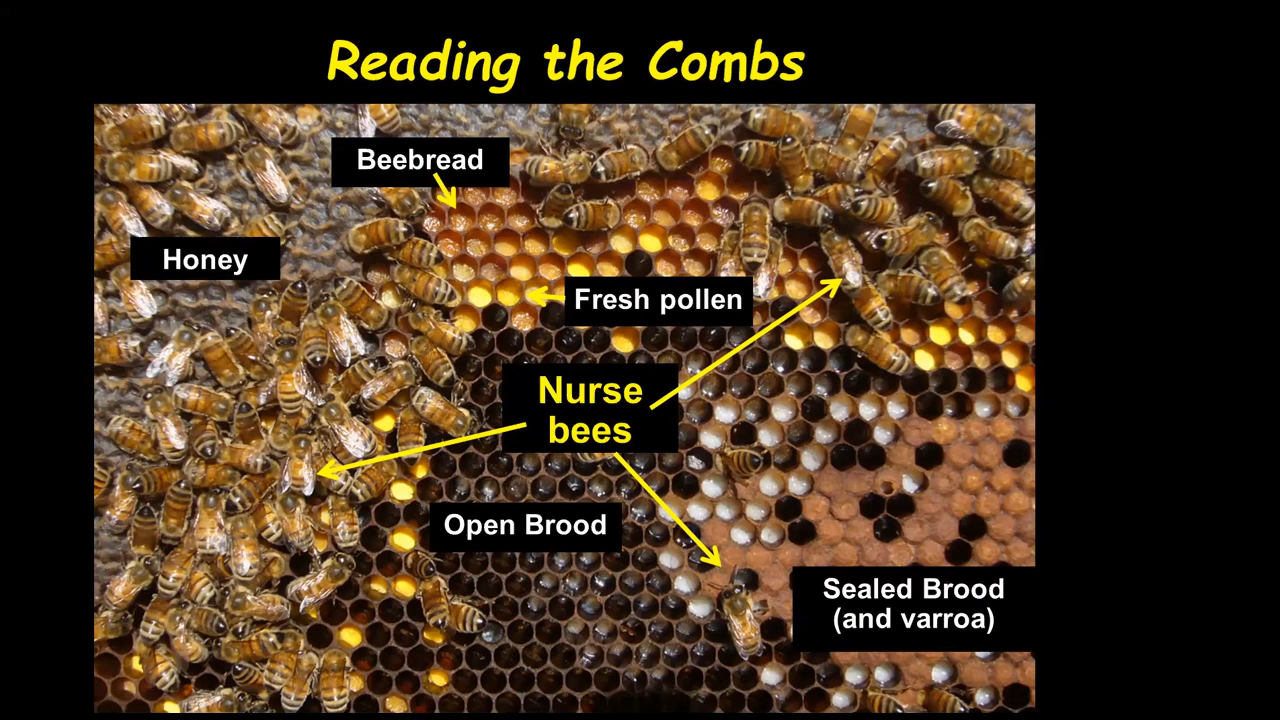 Reading the Combs
Beebread
Honey
Fresh pollen
Nurse
bees
Open Brood
Sealed Brood
(and varroa)